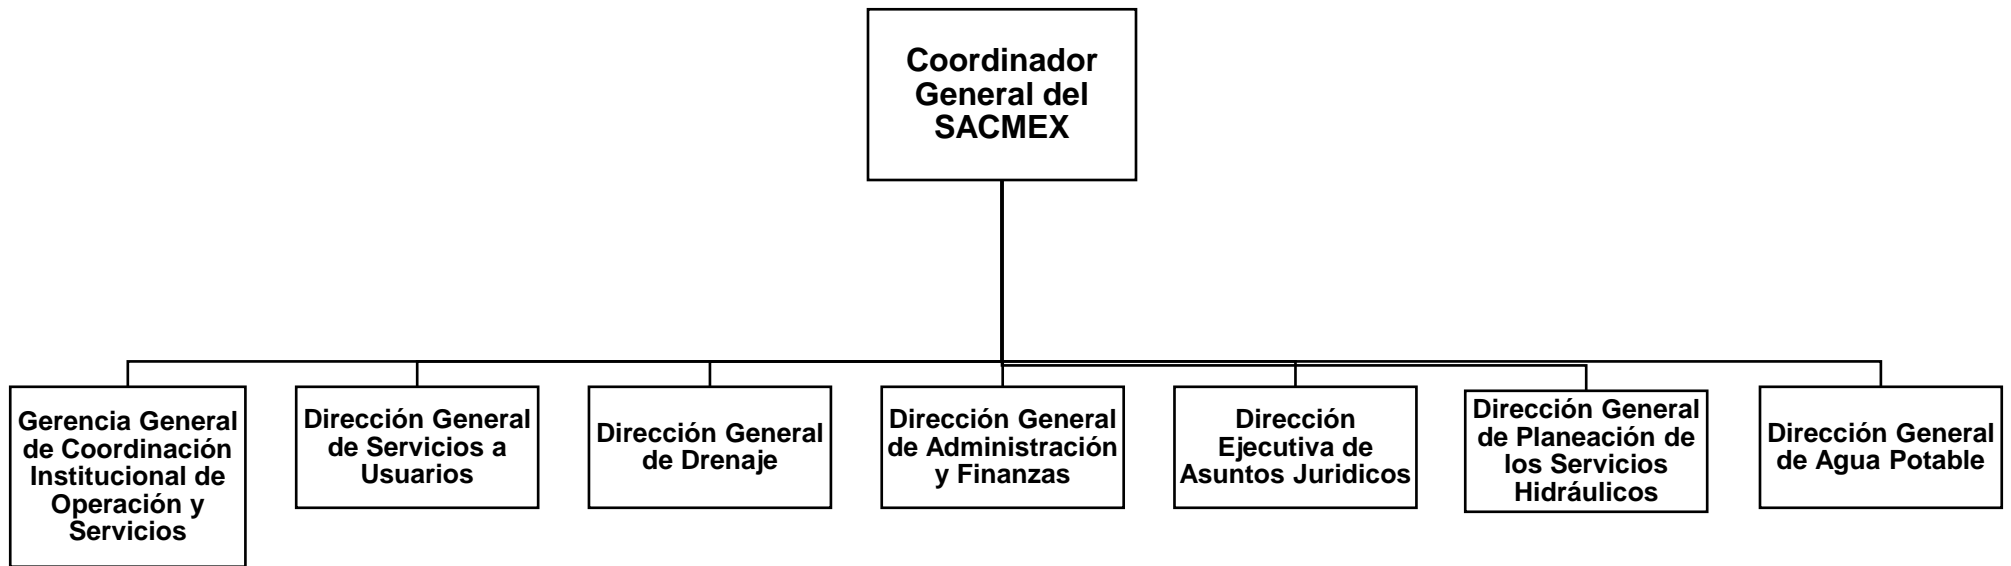 Coordinador
General del
SACMEX
Gerencia General
de Coordinación
Institucional de
Operación y
Servicios
Dirección General
de Servicios a
Usuarios
Dirección General
de Drenaje
Dirección General
de Administración
y Finanzas
Dirección
Ejecutiva de
Asuntos Juridicos
Dirección General
de Planeación de
los Servicios
Hidráulicos
Dirección General
de Agua Potable